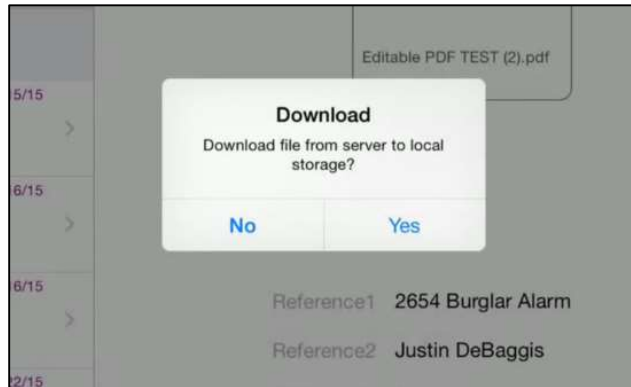 Editable PDF TEST (2).pdf
5/15
Download
Download file from server to local
storage?
6/15
No
Yes
6/15
Reference1 2654 Burglar Alarm
Reference2 Justin DeBaggis
22/15